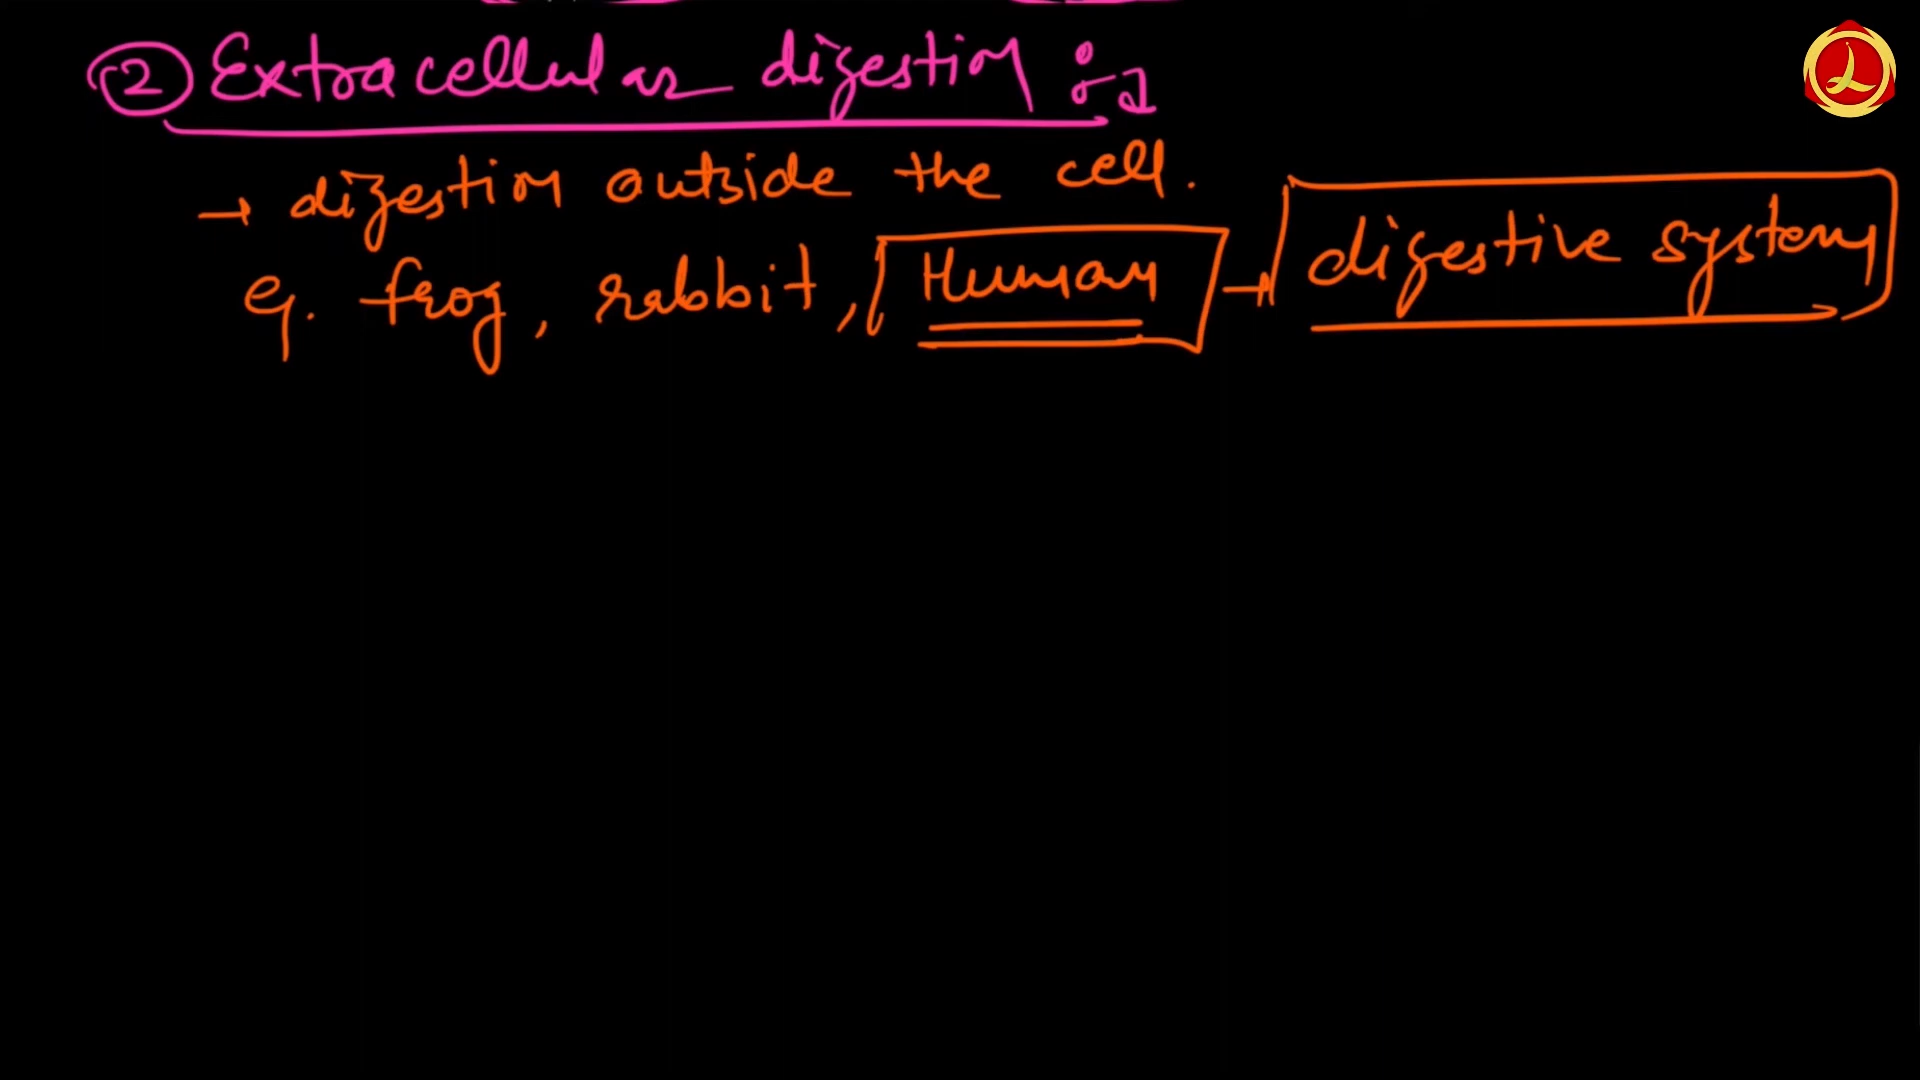 ② Extracellular digestion :-
→ digestion outside the cell.
eg. frog, rabbit, Human → digestive system